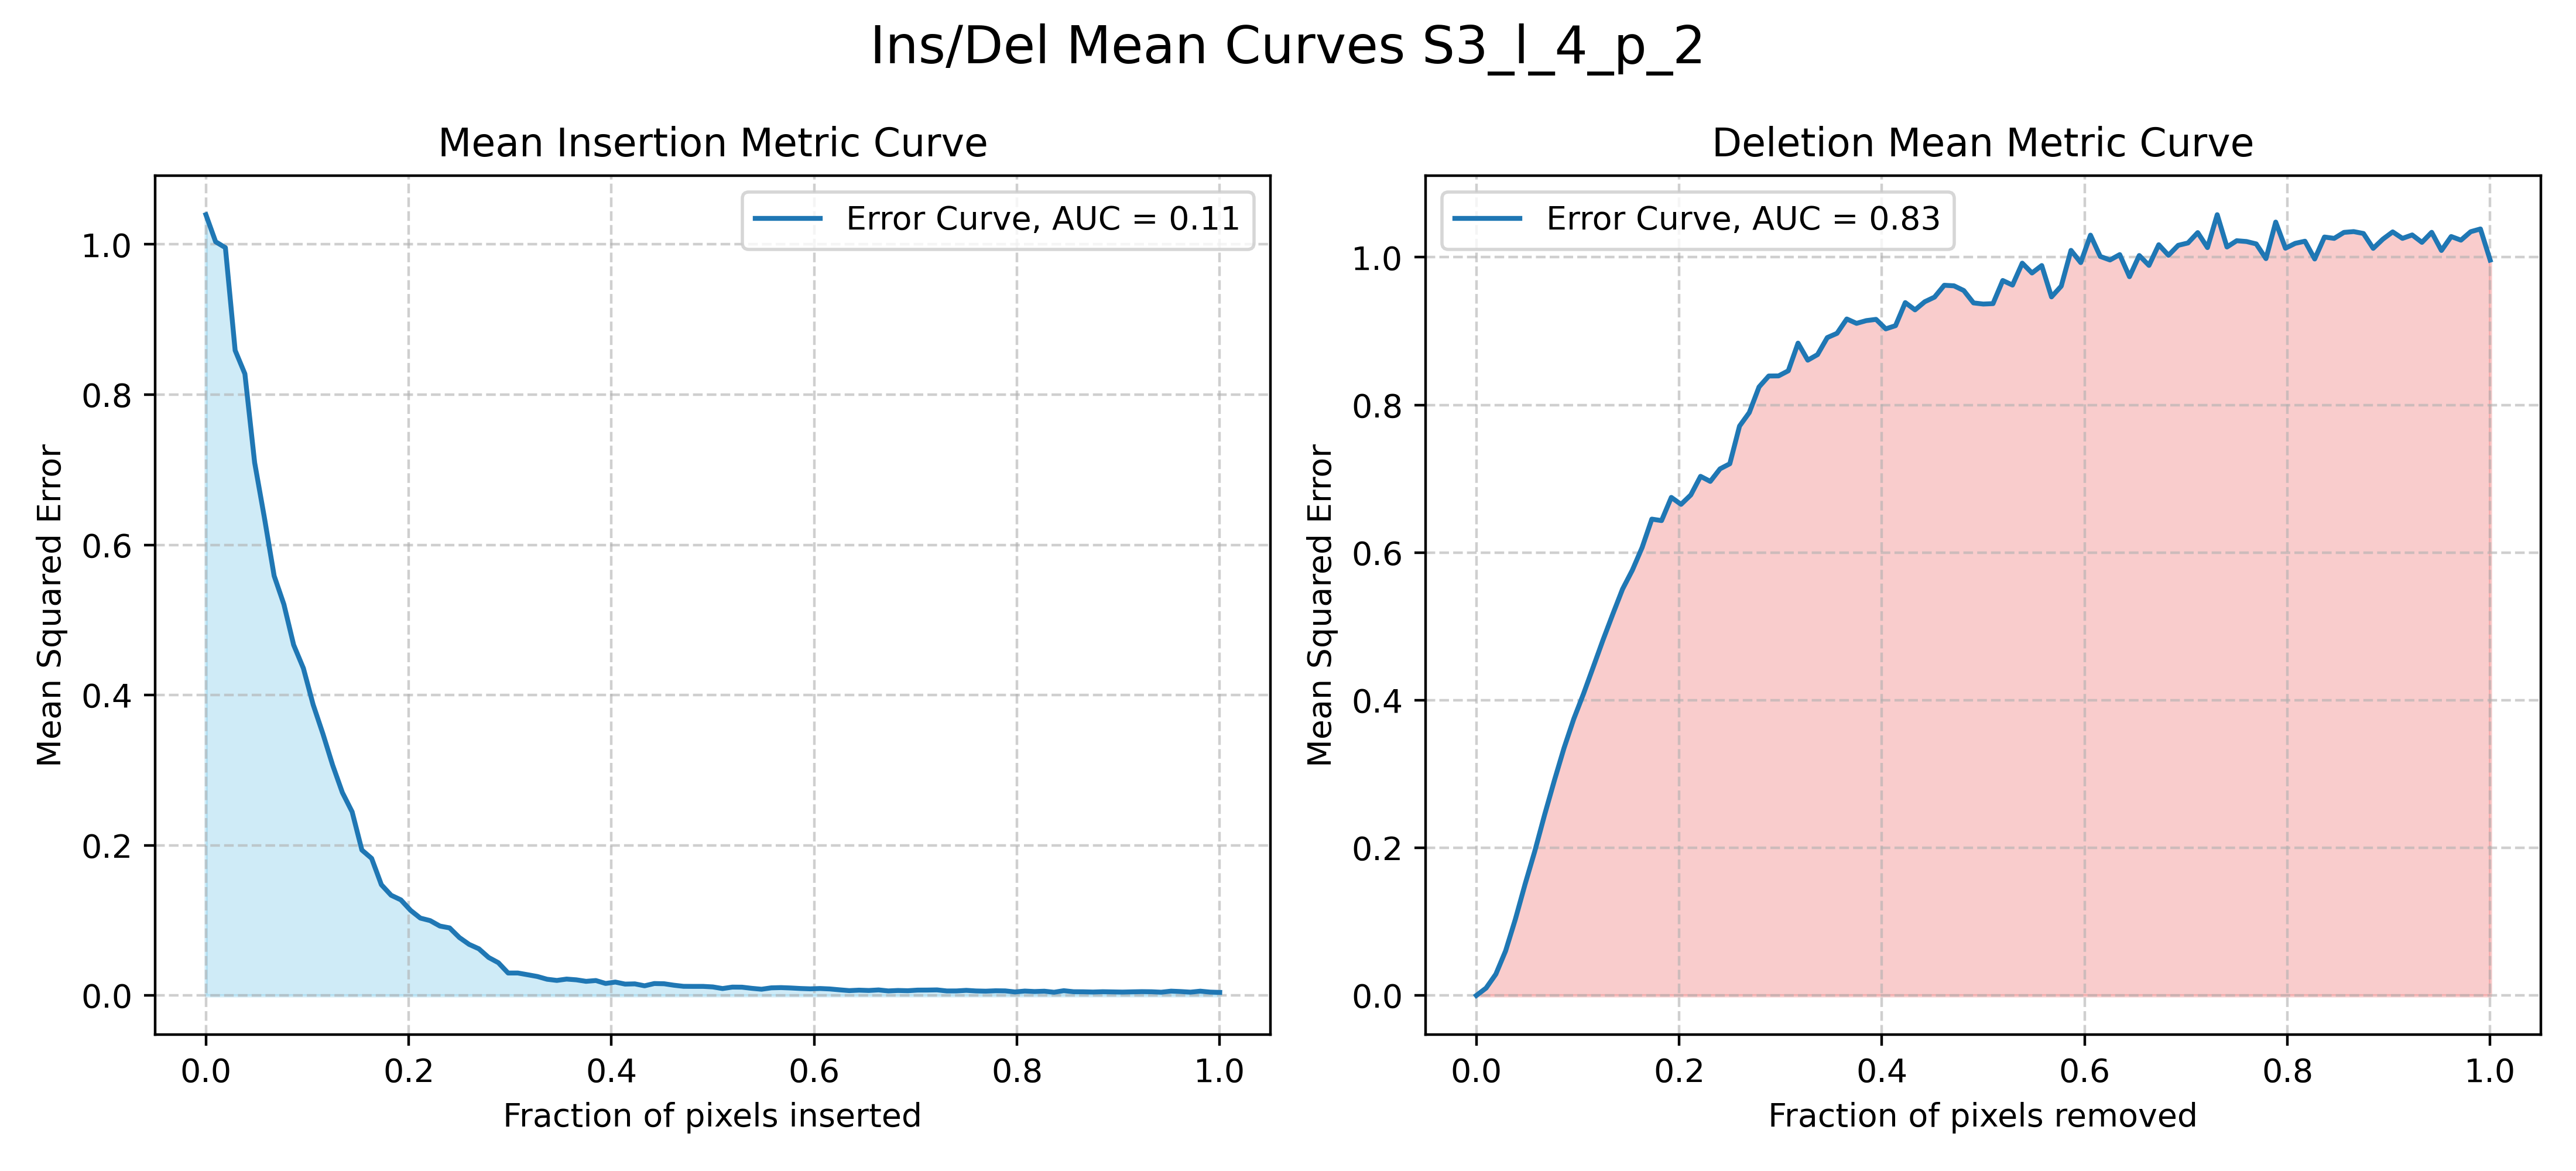 Ins/Del Mean Curves S3_l_4_p_2
Mean Insertion Metric Curve
Error Curve, AUC = 0.11
Mean Squared Error
1.0
0.8
0.6
0.4
0.2
0.0
0.0 0.2 0.4 0.6 0.8 1.0
Fraction of pixels inserted
Deletion Mean Metric Curve
Error Curve, AUC = 0.83
Mean Squared Error
1.0
0.8
0.6
0.4
0.2
0.0
0.0 0.2 0.4 0.6 0.8 1.0
Fraction of pixels removed